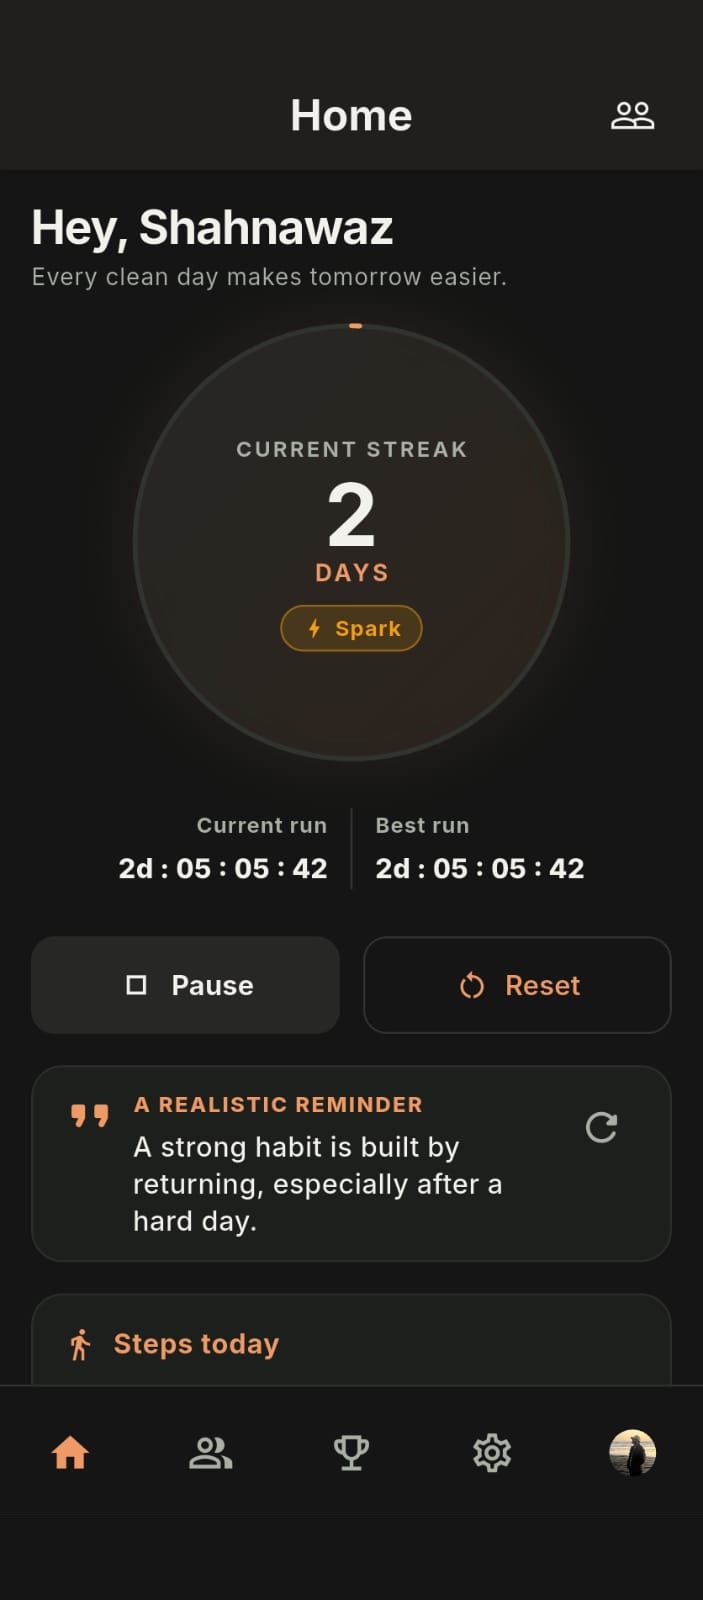 Home
Hey, Shahnawaz
Every clean day makes tomorrow easier.
CURRENT STREAK
2
DAYS
Spark
Current run
2d : 05 : 05 : 42
Best run
2d : 05 : 05 : 42
Pause
Reset
A REALISTIC REMINDER
A strong habit is built by
returning, especially after a
hard day.
Steps today